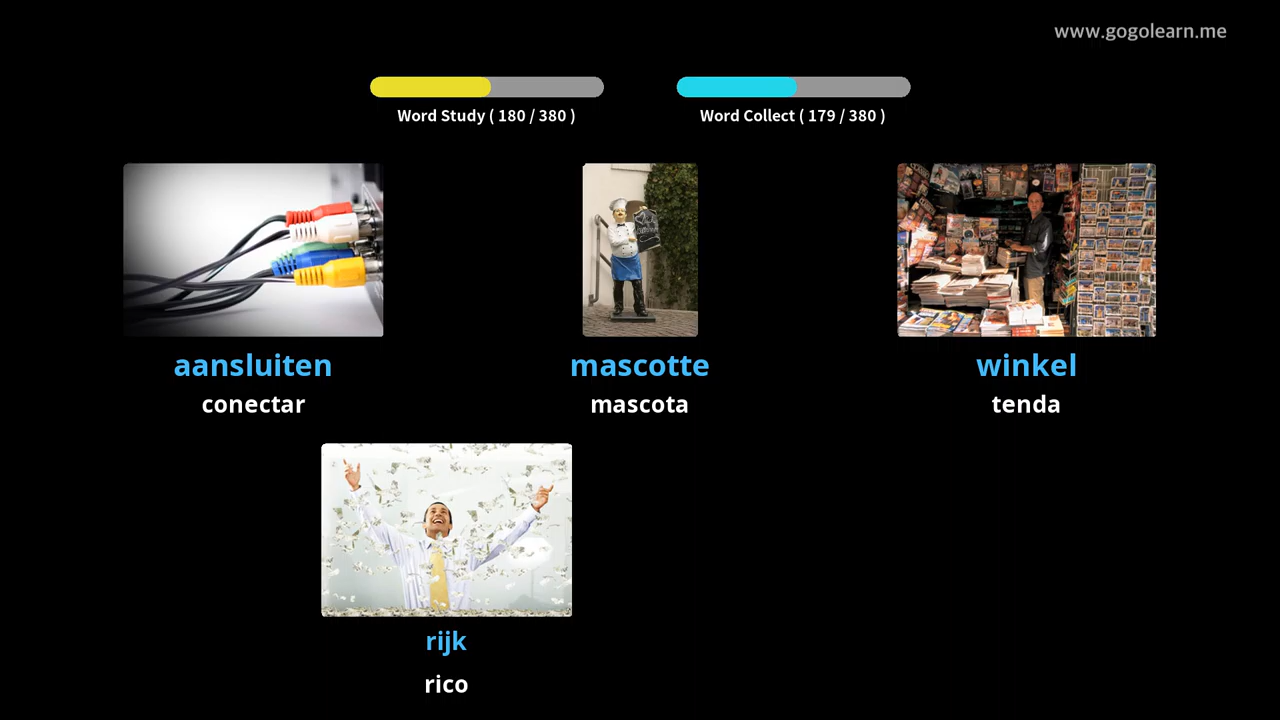 www.gogolearn.me
Word Study ( 180 / 380 )
Word Collect ( 179 / 380 )
aansluiten
conectar
mascotte
mascota
winkel
tenda
rijk
rico